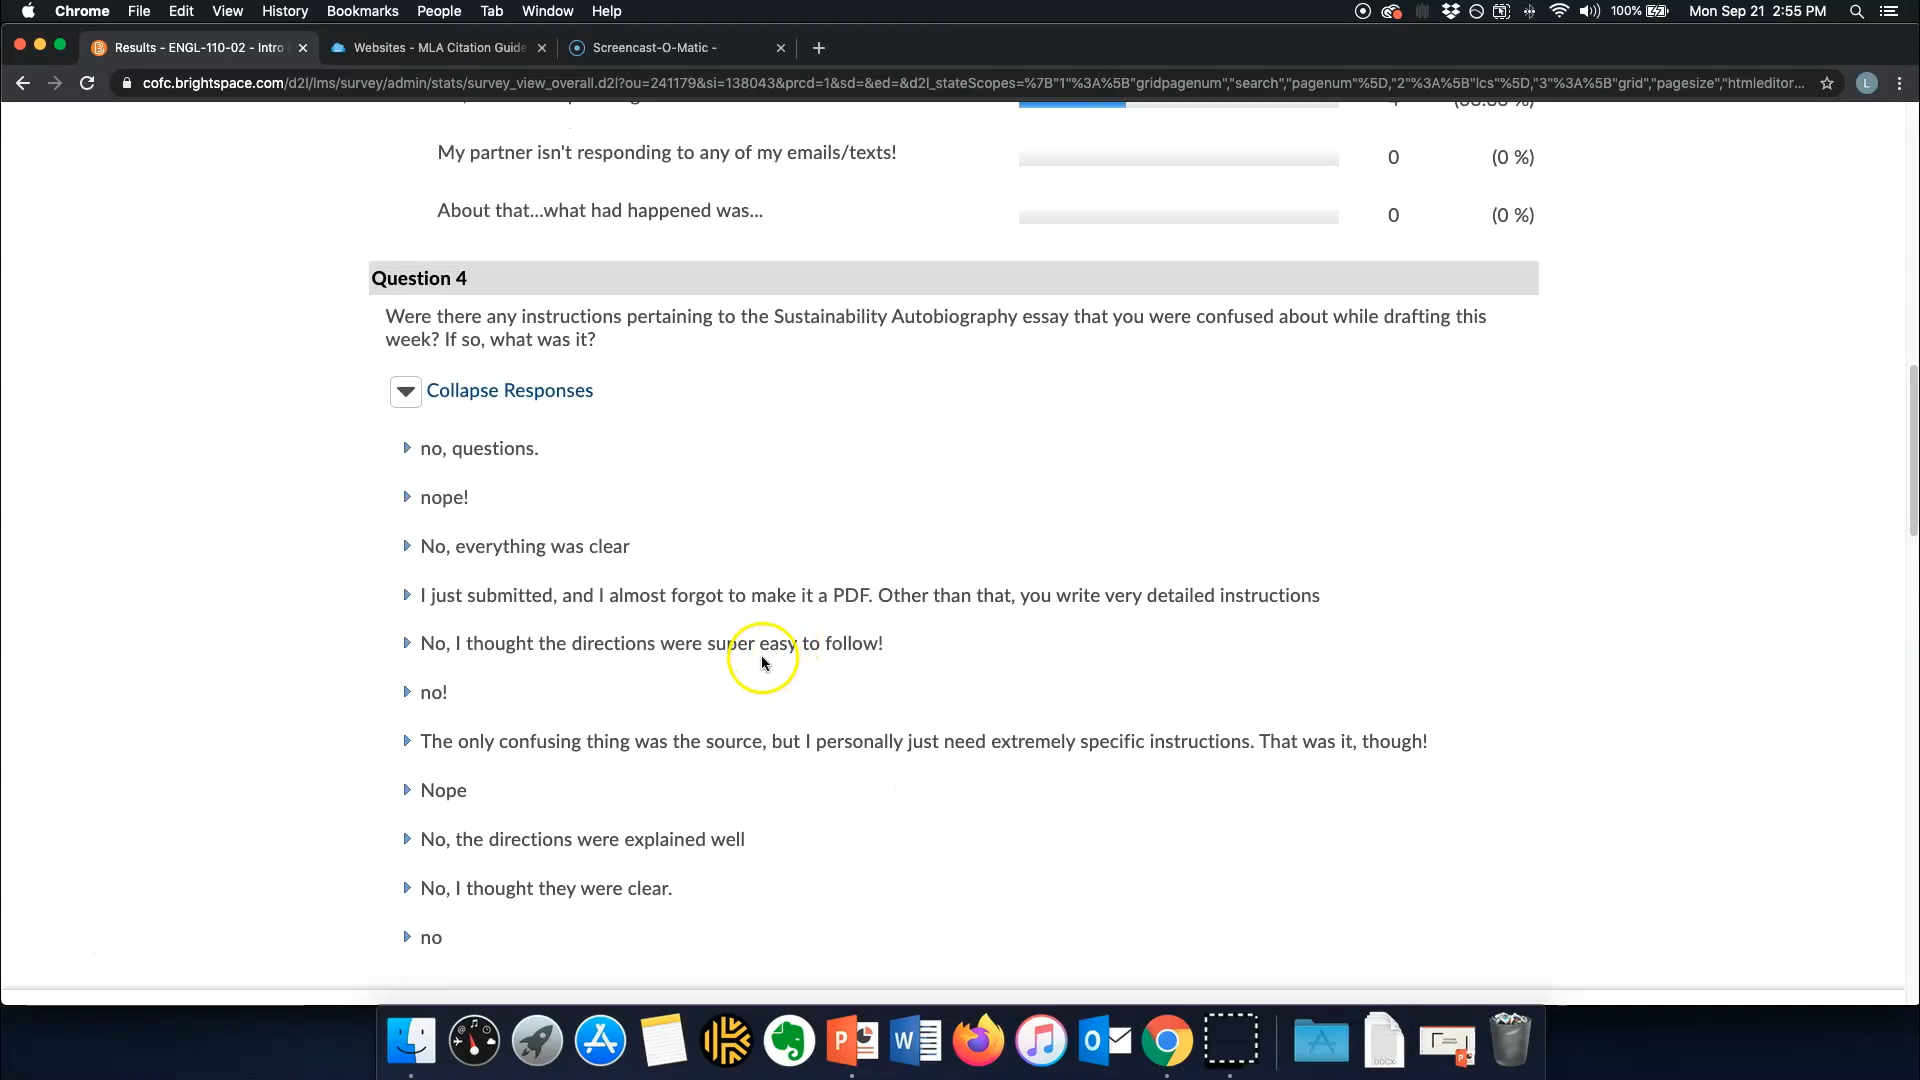 Chrome File Edit View History Bookmarks People Tab Window Help 100% Mon Sep 21 2:55 PM
Results - ENGL-110-02 - Intro Websites - MLA Citation Guide Screencast-O-Matic -
cofc.brightspace.com/d2l/lms/survey/admin/stats/survey_view_overall.d2l?ou=241179&si=138043&prcd=1&sd=&ed=&d2l_stateScopes=%7B"1"%3A%5B"gridpagenum","search","pagenum"%5D,"2"%3A%5B"lcs"%5D,"3"%3A%5B"grid","pagesize","htmleditor... L
My partner isn't responding to any of my emails/texts! 0 (0 %)
About that...what had happened was... 0 (0 %)
Question 4
Were there any instructions pertaining to the Sustainability Autobiography essay that you were confused about while drafting this
week? If so, what was it?
Collapse Responses
no, questions.
nope!
No, everything was clear
I just submitted, and I almost forgot to make it a PDF. Other than that, you write very detailed instructions
No, I thought the directions were super easy to follow!
no!
The only confusing thing was the source, but I personally just need extremely specific instructions. That was it, though!
Nope
No, the directions were explained well
No, I thought they were clear.
no
DOCX